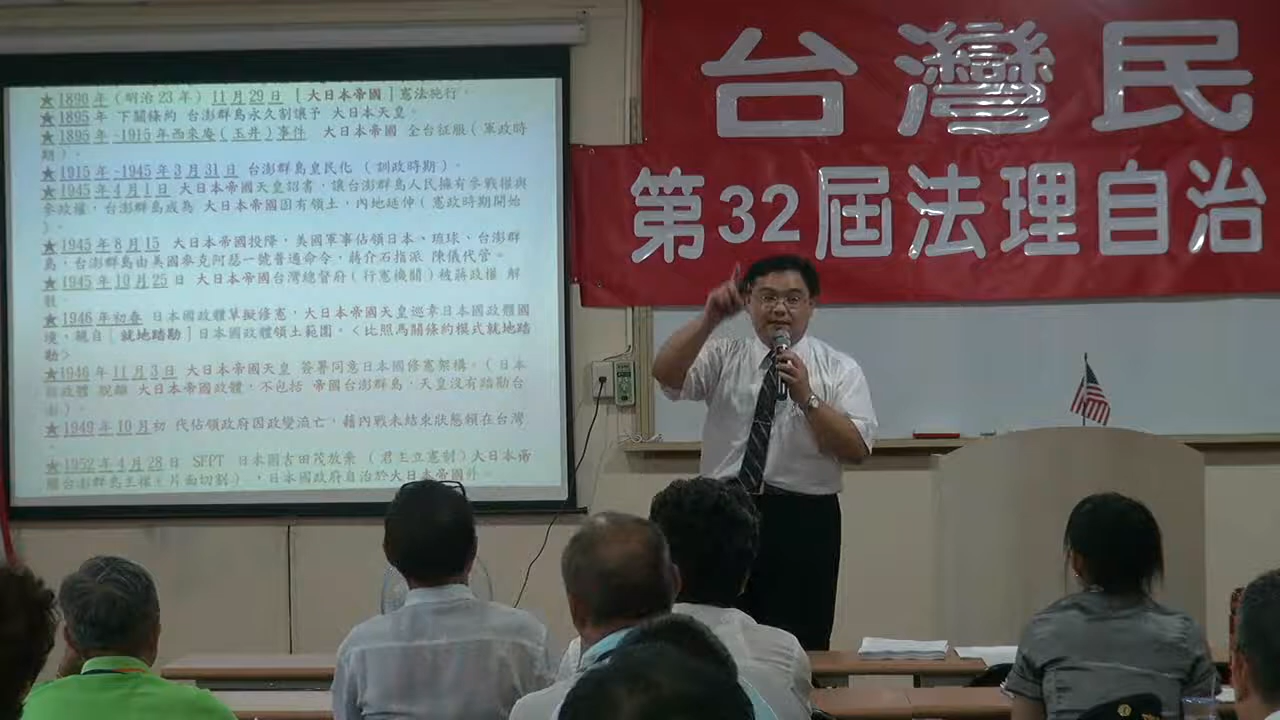 ★1890年(明治23年)11月29日 [大日本帝國]憲法施行。
★1895年 下關條約 台澎群島永久割讓予 大日本天皇。
★1895年-1915年西來庵(玉井)事件 大日本帝國 全台征服(軍政時
期)。
★1915年-1945年3月31日 台澎群島皇民化 (訓政時期)。
★1945年4月1日 大日本帝國天皇詔書,讓台澎群島人民擁有參戰權與
參政權,台澎群島成為 大日本帝國固有領土,內地延伸(憲政時期開始
)。
★1945年8月15 大日本帝國投降,美國軍事佔領日本、琉球、台澎群
島,台澎群島由美國麥克阿瑟一號普通命令,蔣介石指派 陳儀代管。
★1945年10月25日 大日本帝國台灣總督府(行憲機關)被蔣政權 解
散。
★1946年初春 日本國政體草擬修憲,大日本帝國天皇巡幸日本國政體國
境,親自[就地踏勘]日本國政體領土範圍。<比照馬關條約模式就地踏
勘>
★1946年11月3日 大日本帝國天皇 簽署同意日本國修憲架構。(日本
國政體 脫離 大日本帝國政體,不包括 帝國台澎群島,天皇沒有踏勘台
澎)。
★1949年10月初 代佔領政府因政變流亡,藉內戰未結束狀態賴在台灣
。
★1952年4月28日 SFPT 日本國吉田茂放棄 (君主立憲制)大日本帝
國台澎群島主權(片面切割),日本國政府自治於大日本帝國外。
台灣民
第32屆法理自治